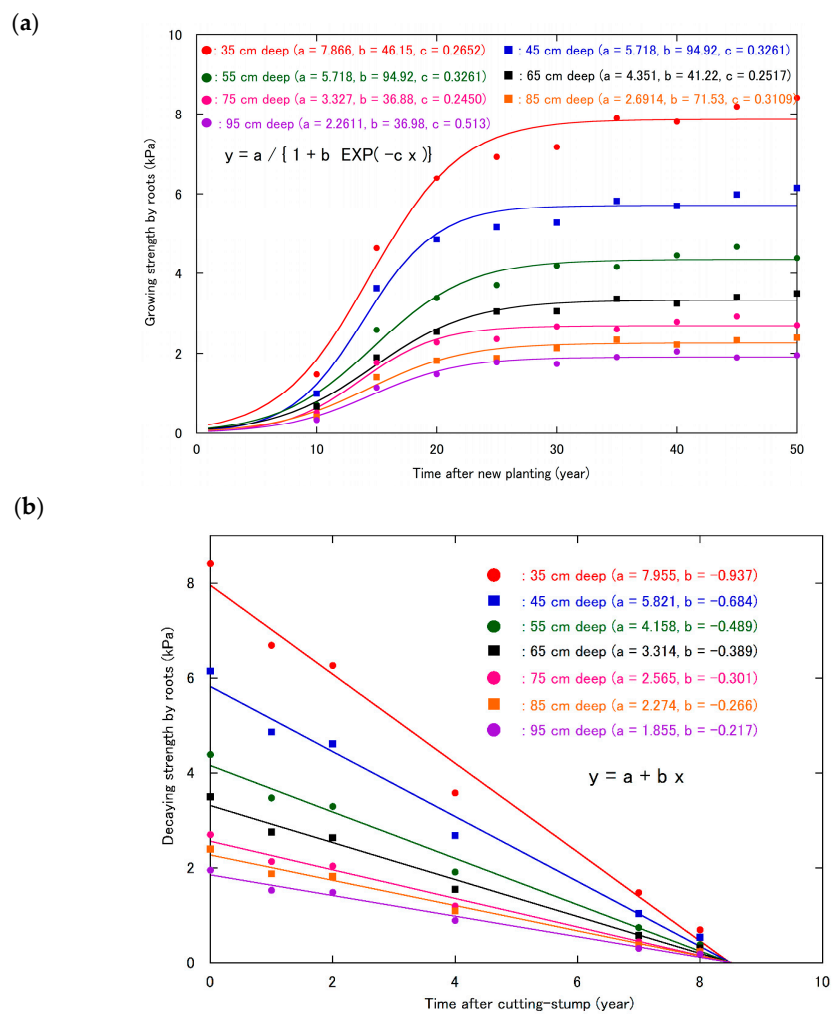 (a)
10
: 35 cm deep (a = 7.866, b = 46.15, c = 0.2652) : 45 cm deep (a = 5.718, b = 94.92, c = 0.3261)
: 55 cm deep (a = 5.718, b = 94.92, c = 0.3261) : 65 cm deep (a = 4.351, b = 41.22, c = 0.2517)
: 75 cm deep (a = 3.327, b = 36.88, c = 0.2450) : 85 cm deep (a = 2.6914, b = 71.53, c = 0.3109)
8
: 95 cm deep (a = 2.2611, b = 36.98, c = 0.513)
y = a / { 1 + b EXP( -c x )}
6
4
2
0
Growing strength by roots (kPa)
0 10 20 30 40 50
Time after new planting (year)
(b)
8
: 35 cm deep (a = 7.955, b = -0.937)
: 45 cm deep (a = 5.821, b = -0.684)
: 55 cm deep (a = 4.158, b = -0.489)
: 65 cm deep (a = 3.314, b = -0.389)
6
: 75 cm deep (a = 2.565, b = -0.301)
: 85 cm deep (a = 2.274, b = -0.266)
: 95 cm deep (a = 1.855, b = -0.217)
y = a + b x
4
2
0
Decaying strength by roots (kPa)
0 2 4 6 8 10
Time after cutting-stump (year)